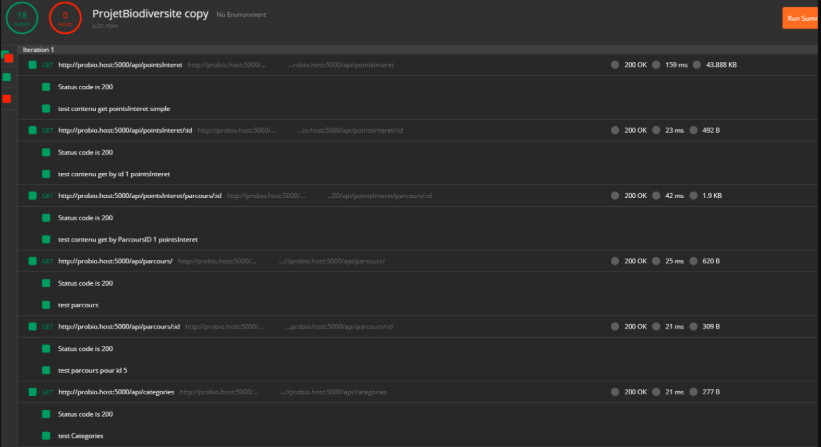 18
0
ProjetBiodiversite copy No Environment
just now
Run Summ
Iteration 1
GET http://probio.host:5000/api/pointsInteret http://probio.host:5000/... ...robio.host:5000/api/pointsInteret 200 OK 159 ms 43.888 KB
Status code is 200
test contenu get pointsInteret simple
GET http://probio.host:5000/api/pointsInteret/:id http://probio.host:5000/... ...io.host:5000/api/pointsInteret/:id 200 OK 23 ms 492 B
Status code is 200
test contenu get by id 1 pointsInteret
GET http://probio.host:5000/api/pointsInteret/parcours/:id http://probio.host:5000/... ...00/api/pointsInteret/parcours/:id 200 OK 42 ms 1.9 KB
Status code is 200
test contenu get by ParcoursID 1 pointsInteret
GET http://probio.host:5000/api/parcours/ http://probio.host:5000/... ...//probio.host:5000/api/parcours/ 200 OK 25 ms 620 B
Status code is 200
test parcours
GET http://probio.host:5000/api/parcours/:id http://probio.host:5000/... ...probio.host:5000/api/parcours/:id 200 OK 21 ms 309 B
Status code is 200
test parcours pour id 5
GET http://probio.host:5000/api/categories http://probio.host:5000/... ...//probio.host:5000/api/categories 200 OK 21 ms 277 B
Status code is 200
test Categories